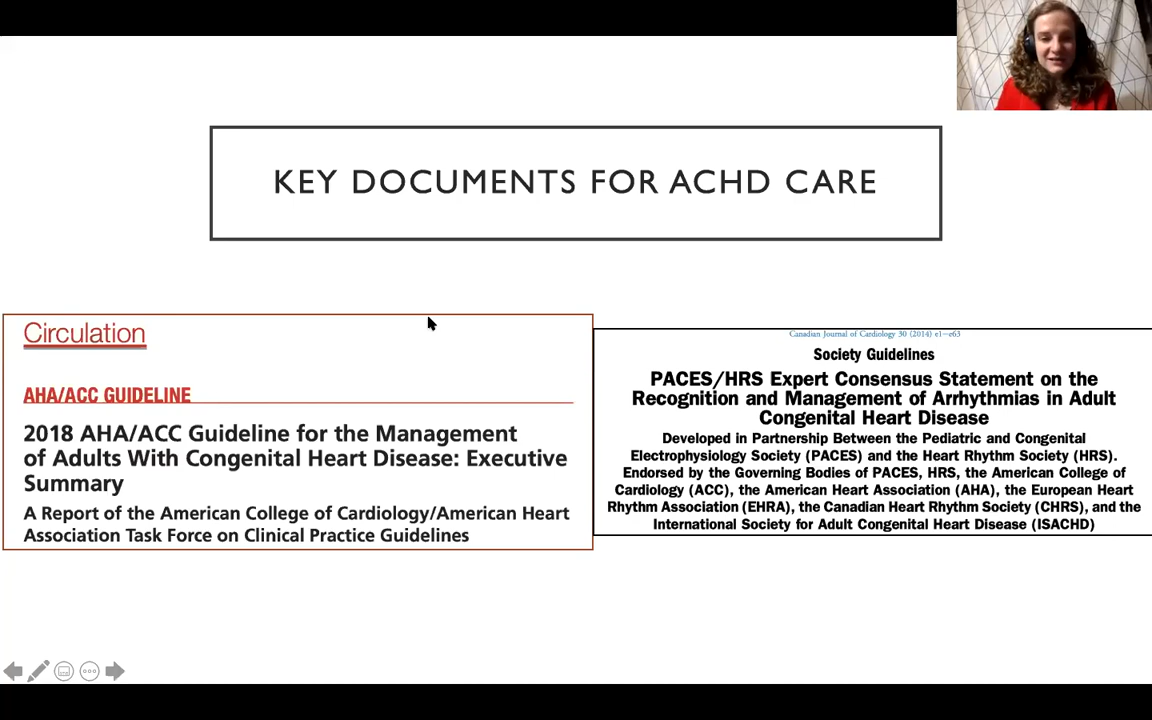 KEY DOCUMENTS FOR ACHD CARE
Circulation
AHA/ACC GUIDELINE
2018 AHA/ACC Guideline for the Management
of Adults With Congenital Heart Disease: Executive
Summary
A Report of the American College of Cardiology/American Heart
Association Task Force on Clinical Practice Guidelines
Canadian Journal of Cardiology 30 (2014) e1–e63
Society Guidelines
PACES/HRS Expert Consensus Statement on the
Recognition and Management of Arrhythmias in Adult
Congenital Heart Disease
Developed in Partnership Between the Pediatric and Congenital
Electrophysiology Society (PACES) and the Heart Rhythm Society (HRS).
Endorsed by the Governing Bodies of PACES, HRS, the American College of
Cardiology (ACC), the American Heart Association (AHA), the European Heart
Rhythm Association (EHRA), the Canadian Heart Rhythm Society (CHRS), and the
International Society for Adult Congenital Heart Disease (ISACHD)